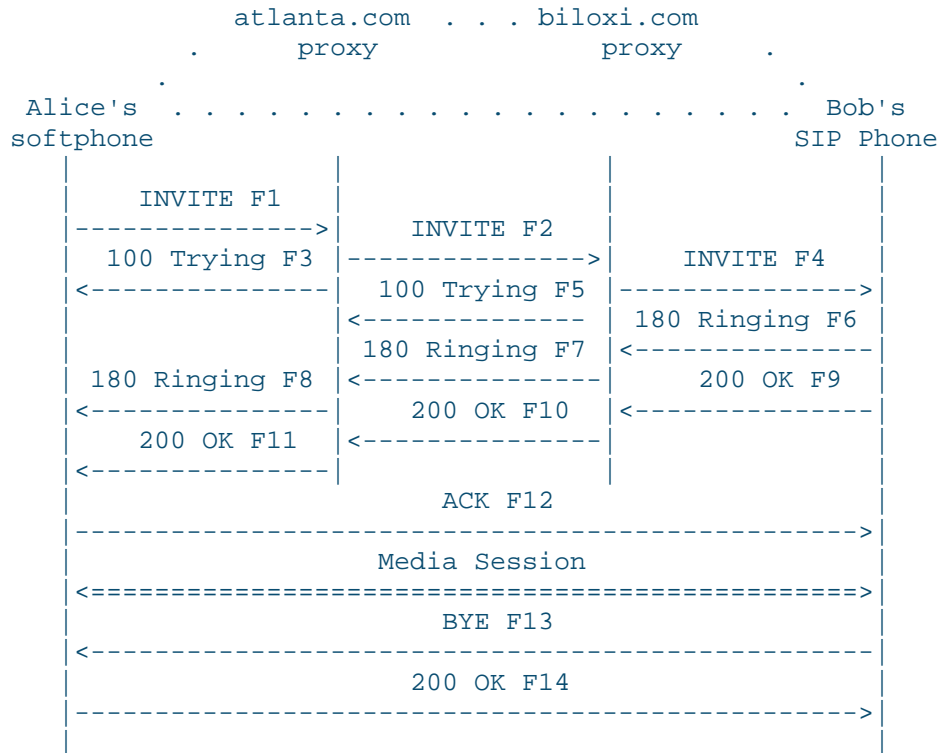 atlanta.com . . . biloxi.com
. proxy proxy .
. .
Alice's . . . . . . . . . . . . . . . . . . . . Bob's
softphone SIP Phone
| | | |
| INVITE F1 | | |
|--------------->| INVITE F2 | |
| 100 Trying F3 |--------------->| INVITE F4 |
|<---------------| 100 Trying F5 |--------------->|
| |<-------------- | 180 Ringing F6 |
| | 180 Ringing F7 |<---------------|
| 180 Ringing F8 |<---------------| 200 OK F9 |
|<---------------| 200 OK F10 |<---------------|
| 200 OK F11 |<---------------| |
|<---------------| | |
| ACK F12 |
|------------------------------------------------->|
| Media Session |
|<================================================>|
| BYE F13 |
|<-------------------------------------------------|
| 200 OK F14 |
|------------------------------------------------->|
| |